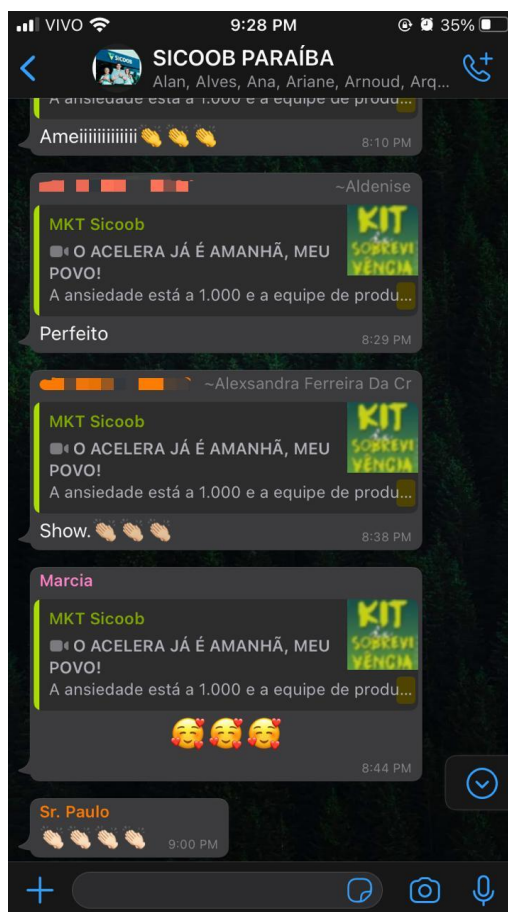 VIVO 9:28 PM 35%
SICOOB PARAÍBA
Alan, Alves, Ana, Ariane, Arnoud, Arq...
A ansiedade está a 1.000 e a equipe de produ...
Ameiiiiiiiiiiiii 👏👏👏
8:10 PM
~Aldenise
MKT Sicoob
O ACELERA JÁ É AMANHÃ, MEU
POVO!
A ansiedade está a 1.000 e a equipe de produ...
KIT
SOBREVI
VÊNCIA
Perfeito
8:29 PM
~Alexsandra Ferreira Da Cr
MKT Sicoob
O ACELERA JÁ É AMANHÃ, MEU
POVO!
A ansiedade está a 1.000 e a equipe de produ...
KIT
SOBREVI
VÊNCIA
Show.👏🏼👏🏼👏🏼
8:38 PM
Marcia
MKT Sicoob
O ACELERA JÁ É AMANHÃ, MEU
POVO!
A ansiedade está a 1.000 e a equipe de produ...
KIT
SOBREVI
VÊNCIA
🥰🥰🥰
8:44 PM
Sr. Paulo
👏🏻👏🏻👏🏻👏🏻
9:00 PM